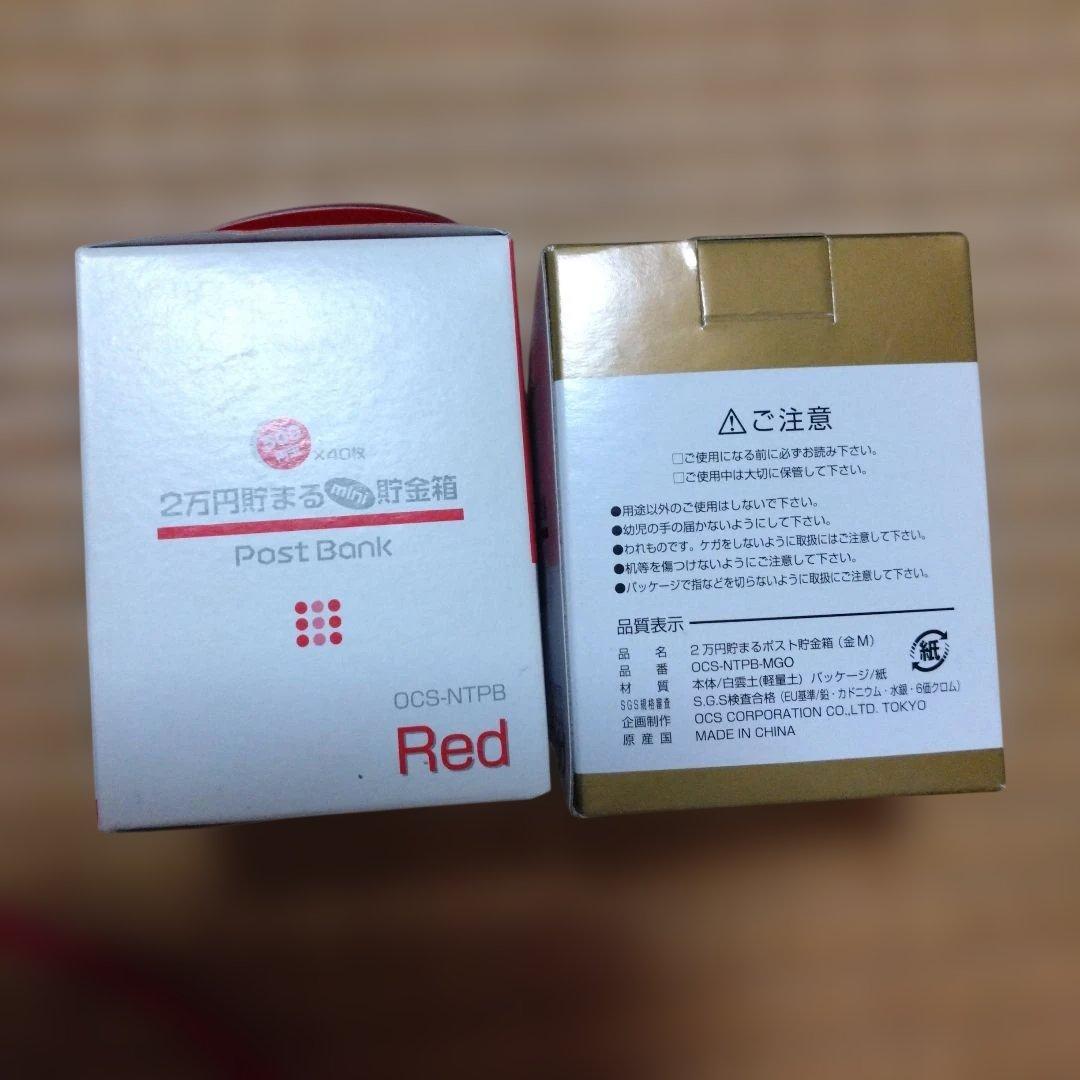 500
×40枚
2万円貯まるmini貯金箱
Post Bank
OCS-NTPB
Red
⚠ご注意
□ご使用になる前に必ずお読み下さい。
□ご使用中は大切に保管して下さい。
●用途以外のご使用はしないで下さい。
●幼児の手の届かないようにして下さい。
●われものです。ケガをしないように取扱にはご注意して下さい。
●机等を傷つけないようにご注意して下さい。
●パッケージで指などを切らないように取扱にご注意して下さい。
品質表示
品名 2万円貯まるポスト貯金箱（金M）
品番 OCS-NTPB-MGO
材質 本体/白雲土(軽量土) パッケージ/紙
SGS規格審査 S.G.S検査合格（EU基準/鉛・カドニウム・水銀・6価クロム）
企画制作 OCS CORPORATION CO.,LTD. TOKYO
原産国 MADE IN CHINA
紙